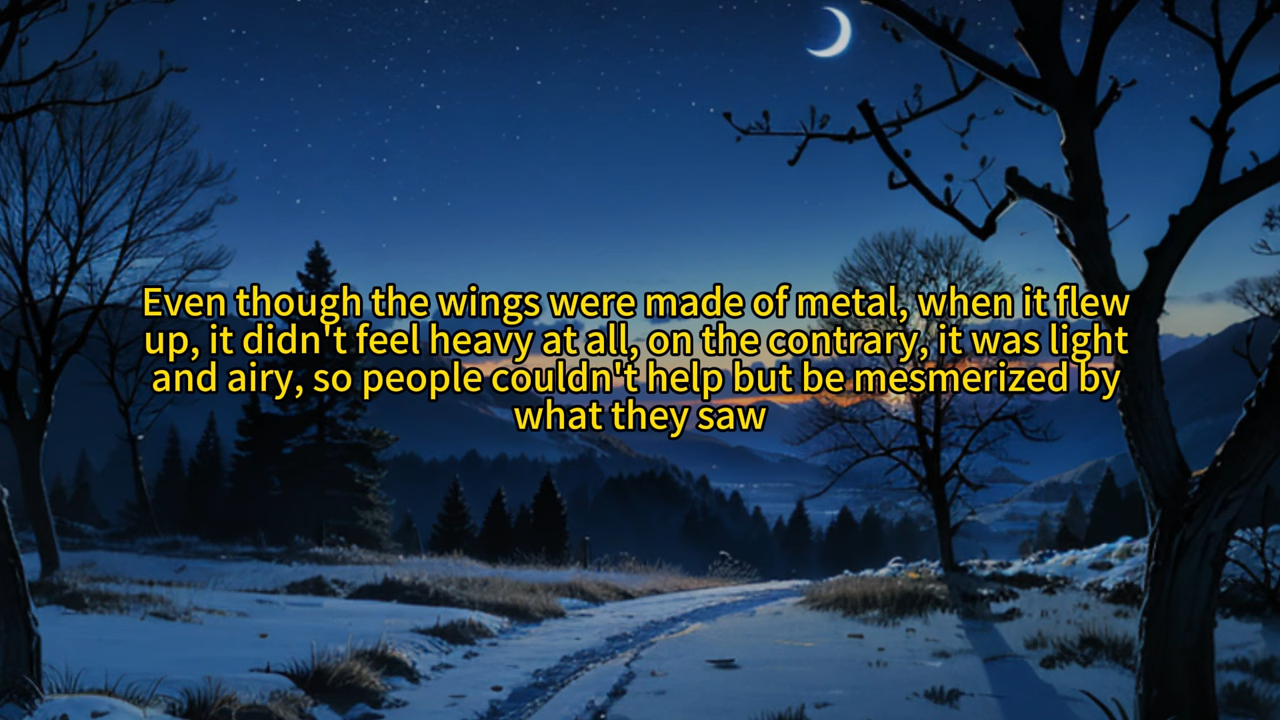 Even though the wings were made of metal, when it flew
up, it didn't feel heavy at all, on the contrary, it was light
and airy, so people couldn't help but be mesmerized by
what they saw